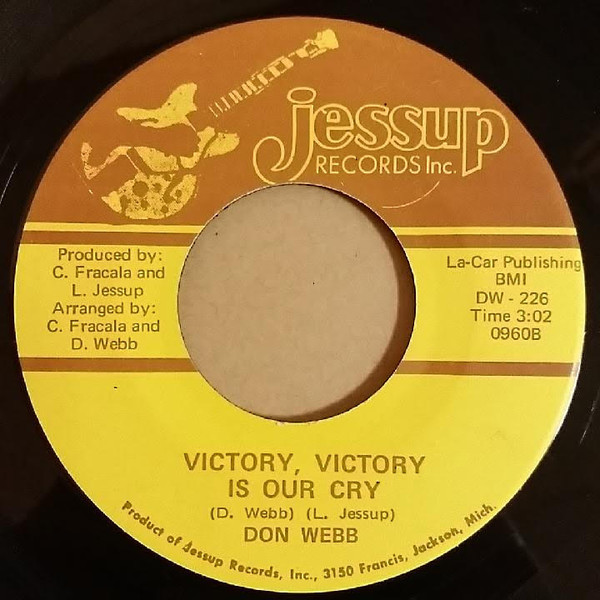 jessup
RECORDS Inc.
Produced by:
C. Fracala and
L. Jessup
Arranged by:
C. Fracala and
D. Webb
La-Car Publishing
BMI
DW - 226
Time 3:02
0960B
VICTORY, VICTORY
IS OUR CRY
(D. Webb) (L. Jessup)
DON WEBB
Product of Jessup Records, Inc., 3150 Francis, Jackson, Mich.